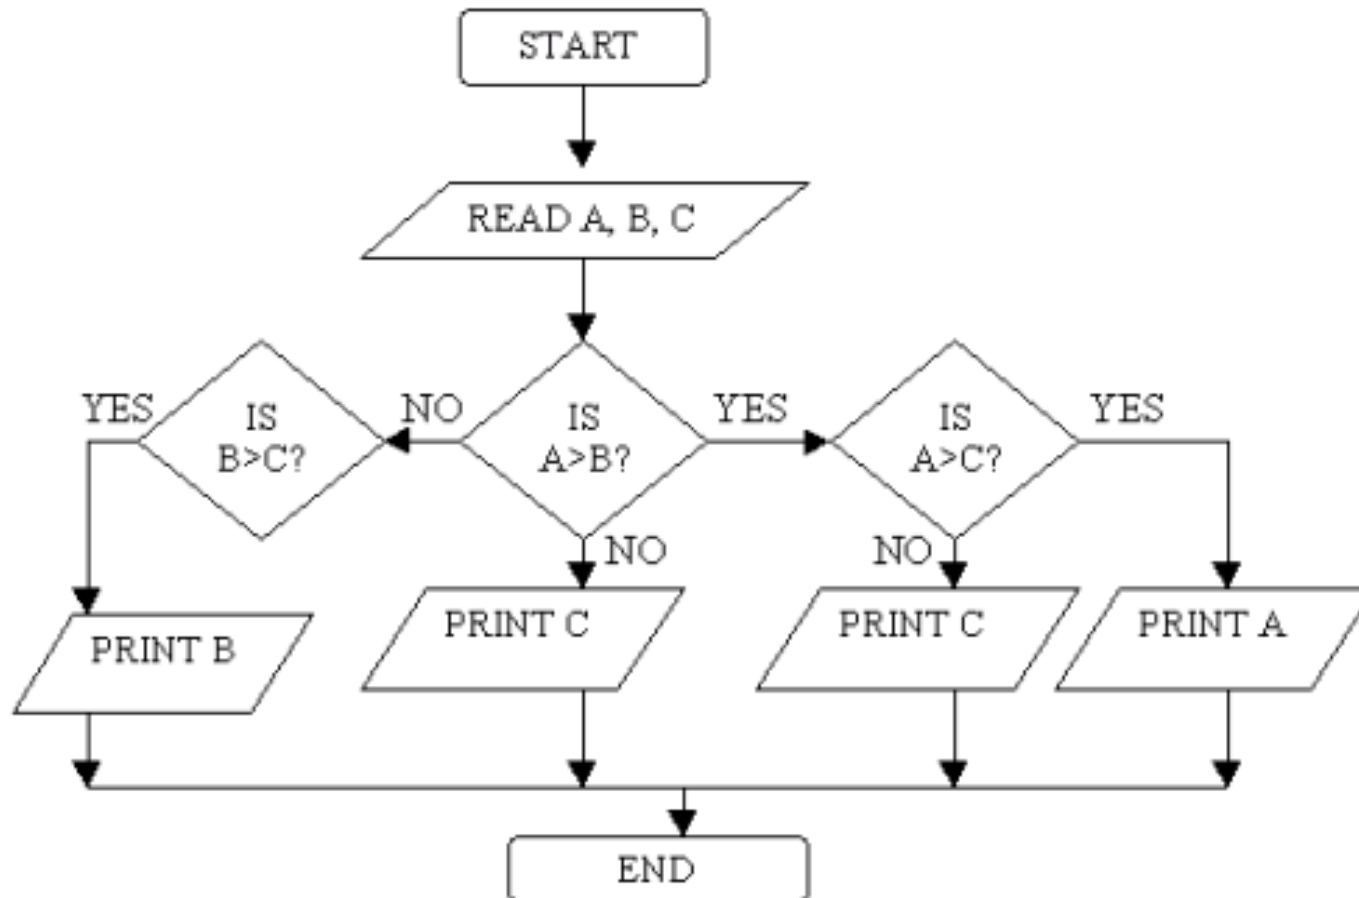 START
READ A, B, C
YES
IS
B>C?
NO
IS
A>B?
YES
IS
A>C?
YES
NO
NO
PRINT B
PRINT C
PRINT C
PRINT A
END